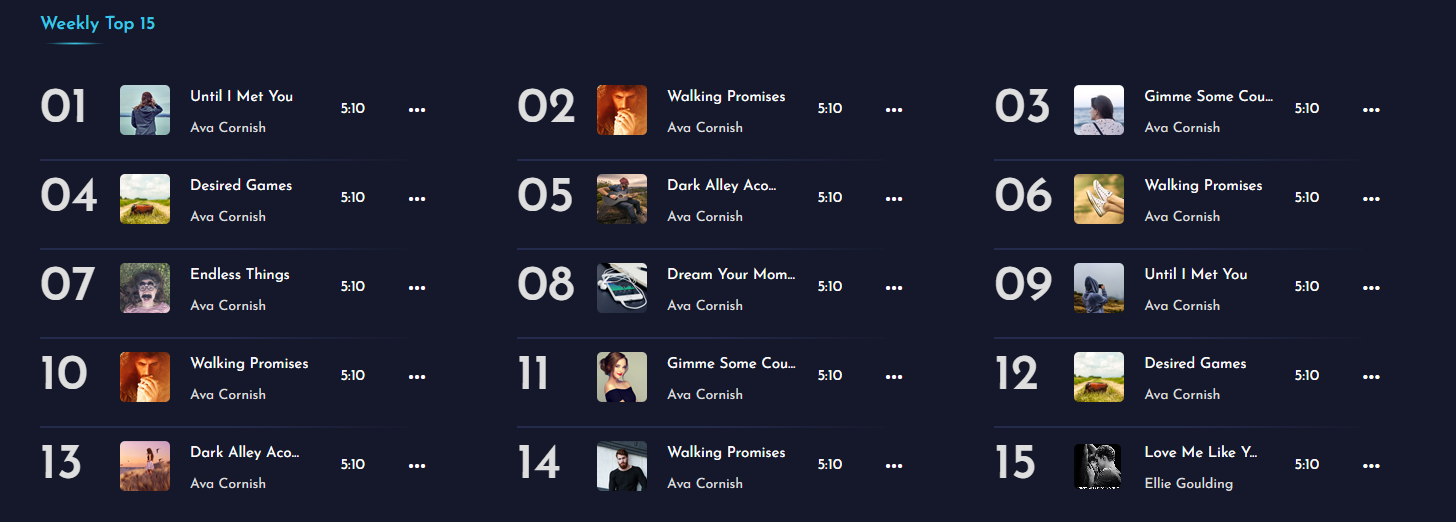 Weekly Top 15
01
Until I Met You
Ava Cornish
5:10
02
Walking Promises
Ava Cornish
5:10
03
Gimme Some Cou...
Ava Cornish
5:10
04
Desired Games
Ava Cornish
5:10
05
Dark Alley Aco...
Ava Cornish
5:10
06
Walking Promises
Ava Cornish
5:10
07
Endless Things
Ava Cornish
5:10
08
Dream Your Mom...
Ava Cornish
5:10
09
Until I Met You
Ava Cornish
5:10
10
Walking Promises
Ava Cornish
5:10
11
Gimme Some Cou...
Ava Cornish
5:10
12
Desired Games
Ava Cornish
5:10
13
Dark Alley Aco...
Ava Cornish
5:10
14
Walking Promises
Ava Cornish
5:10
15
Love Me Like Y...
Ellie Goulding
5:10